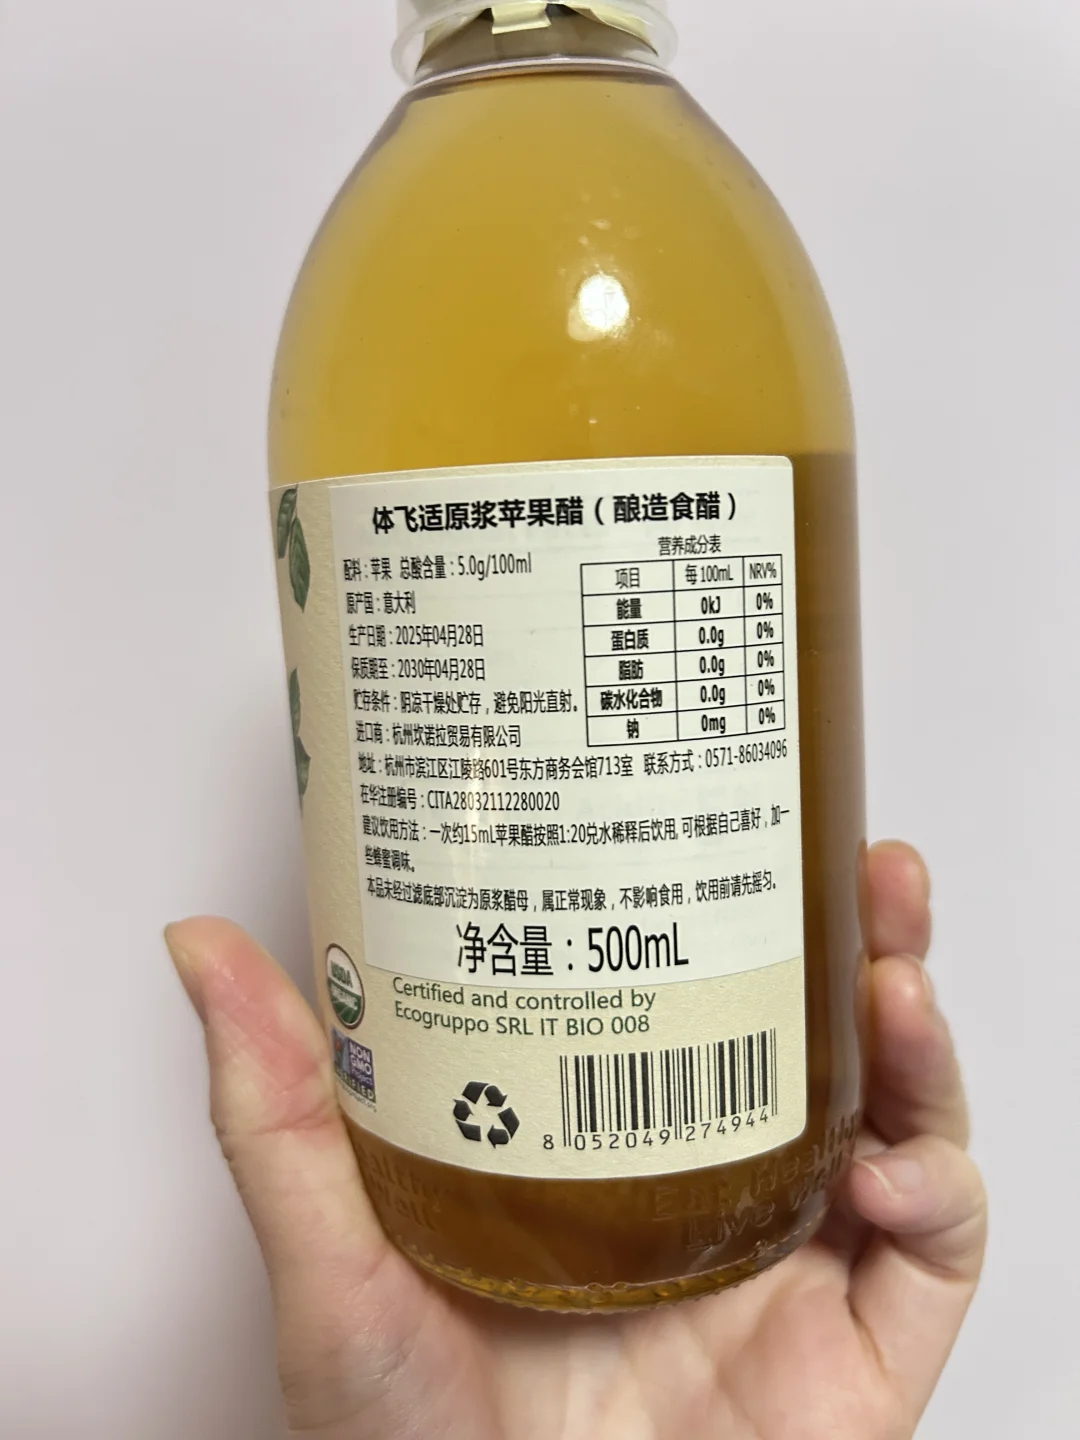 体飞适原浆苹果醋（酿造食醋）
配料：苹果 总酸含量：5.0g/100ml
原产国：意大利
生产日期：2025年04月28日
保质期至：2030年04月28日
贮存条件：阴凉干燥处贮存，避免阳光直射。
进口商：杭州坎诺拉贸易有限公司
营养成分表
项目 每100mL NRV%
能量 0kJ 0%
蛋白质 0.0g 0%
脂肪 0.0g 0%
碳水化合物 0.0g 0%
钠 0mg 0%
地址：杭州市滨江区江陵路601号东方商务会馆713室 联系方式：0571-86034096
在华注册编号：CITA28032112280020
建议饮用方法：一次约15mL苹果醋按照1:20兑水稀释后饮用,可根据自己喜好，加一
些蜂蜜调味。
本品未经过滤底部沉淀为原浆醋母，属正常现象，不影响食用，饮用前请先摇匀。
净含量：500mL
USDA
ORGANIC
Certified and controlled by
Ecogruppo SRL IT BIO 008
NON
GMO
8 052049 274944
Eat Healthy
Live Well